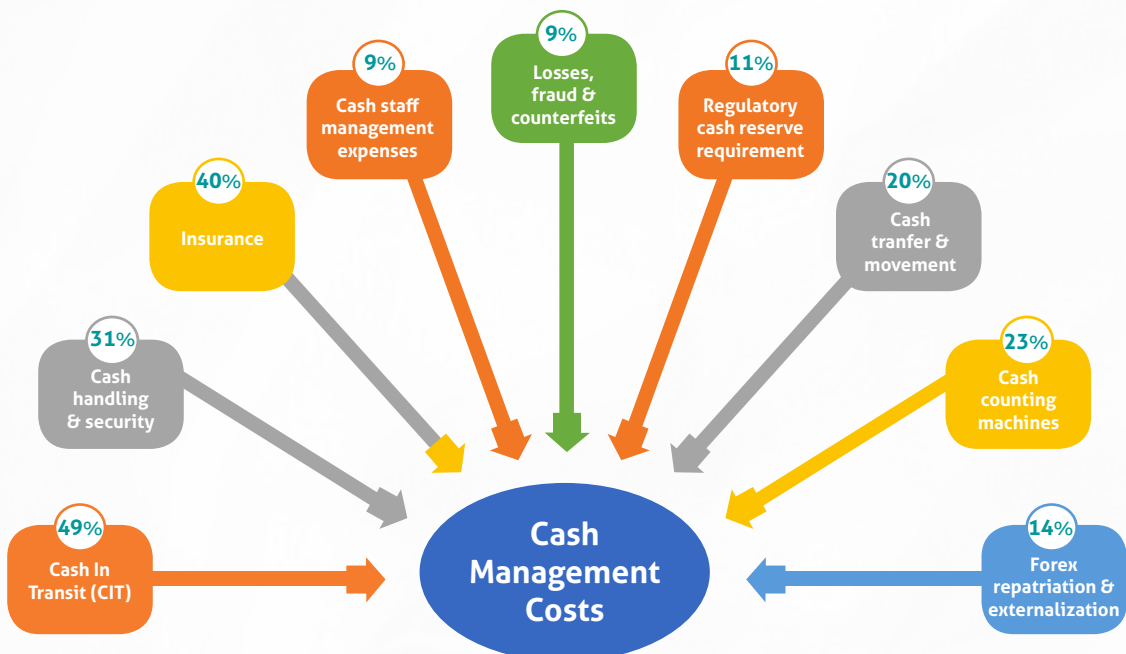 49%
Cash In
Transit (CIT)
31%
Cash
handling
& security
40%
Insurance
9%
Cash staff
management
expenses
9%
Losses,
fraud &
counterfeits
11%
Regulatory
cash reserve
requirement
20%
Cash
tranfer &
movement
23%
Cash
counting
machines
14%
Forex
repatriation &
externalization
Cash
Management
Costs